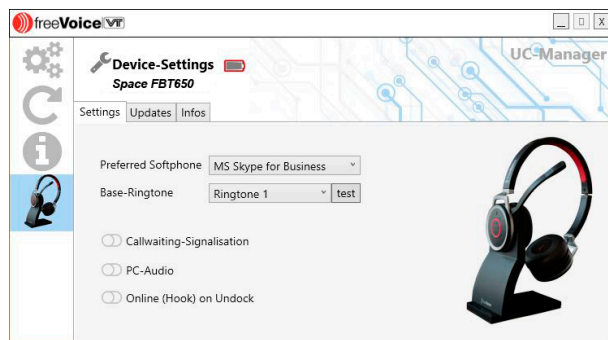 freeVoice VT
UC-Manager
Device-Settings
Space FBT650
Settings Updates Infos
Preferred Softphone MS Skype for Business
Base-Ringtone Ringtone 1 test
Callwaiting-Signalisation
PC-Audio
Online (Hook) on Undock